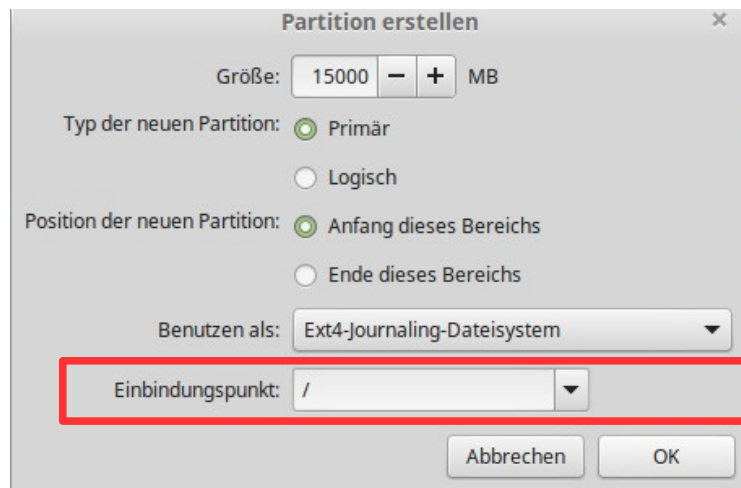 Partition erstellen
Größe: 15000 − + MB
Typ der neuen Partition: Primär
Logisch
Position der neuen Partition: Anfang dieses Bereichs
Ende dieses Bereichs
Benutzen als: Ext4-Journaling-Dateisystem
Einbindungspunkt: /
Abbrechen OK